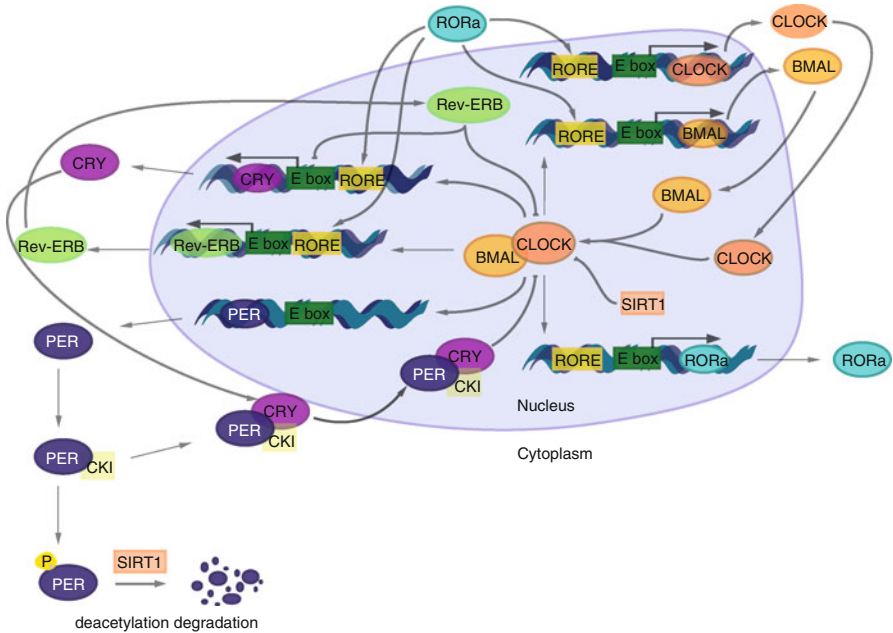 RORa
CLOCK
BMAL
RORE E box CLOCK
RORE E box BMAL
Rev-ERB
CRY
CRY E box RORE
BMAL
Rev-ERB
Rev-ERB E box RORE
BMAL CLOCK
CLOCK
SIRT1
PER E box
PER
CRY
PER
CKI
RORE E box RORa
RORa
Nucleus
CRY
PER
CKI
Cytoplasm
PER
CKI
P
PER
SIRT1
deacetylation degradation